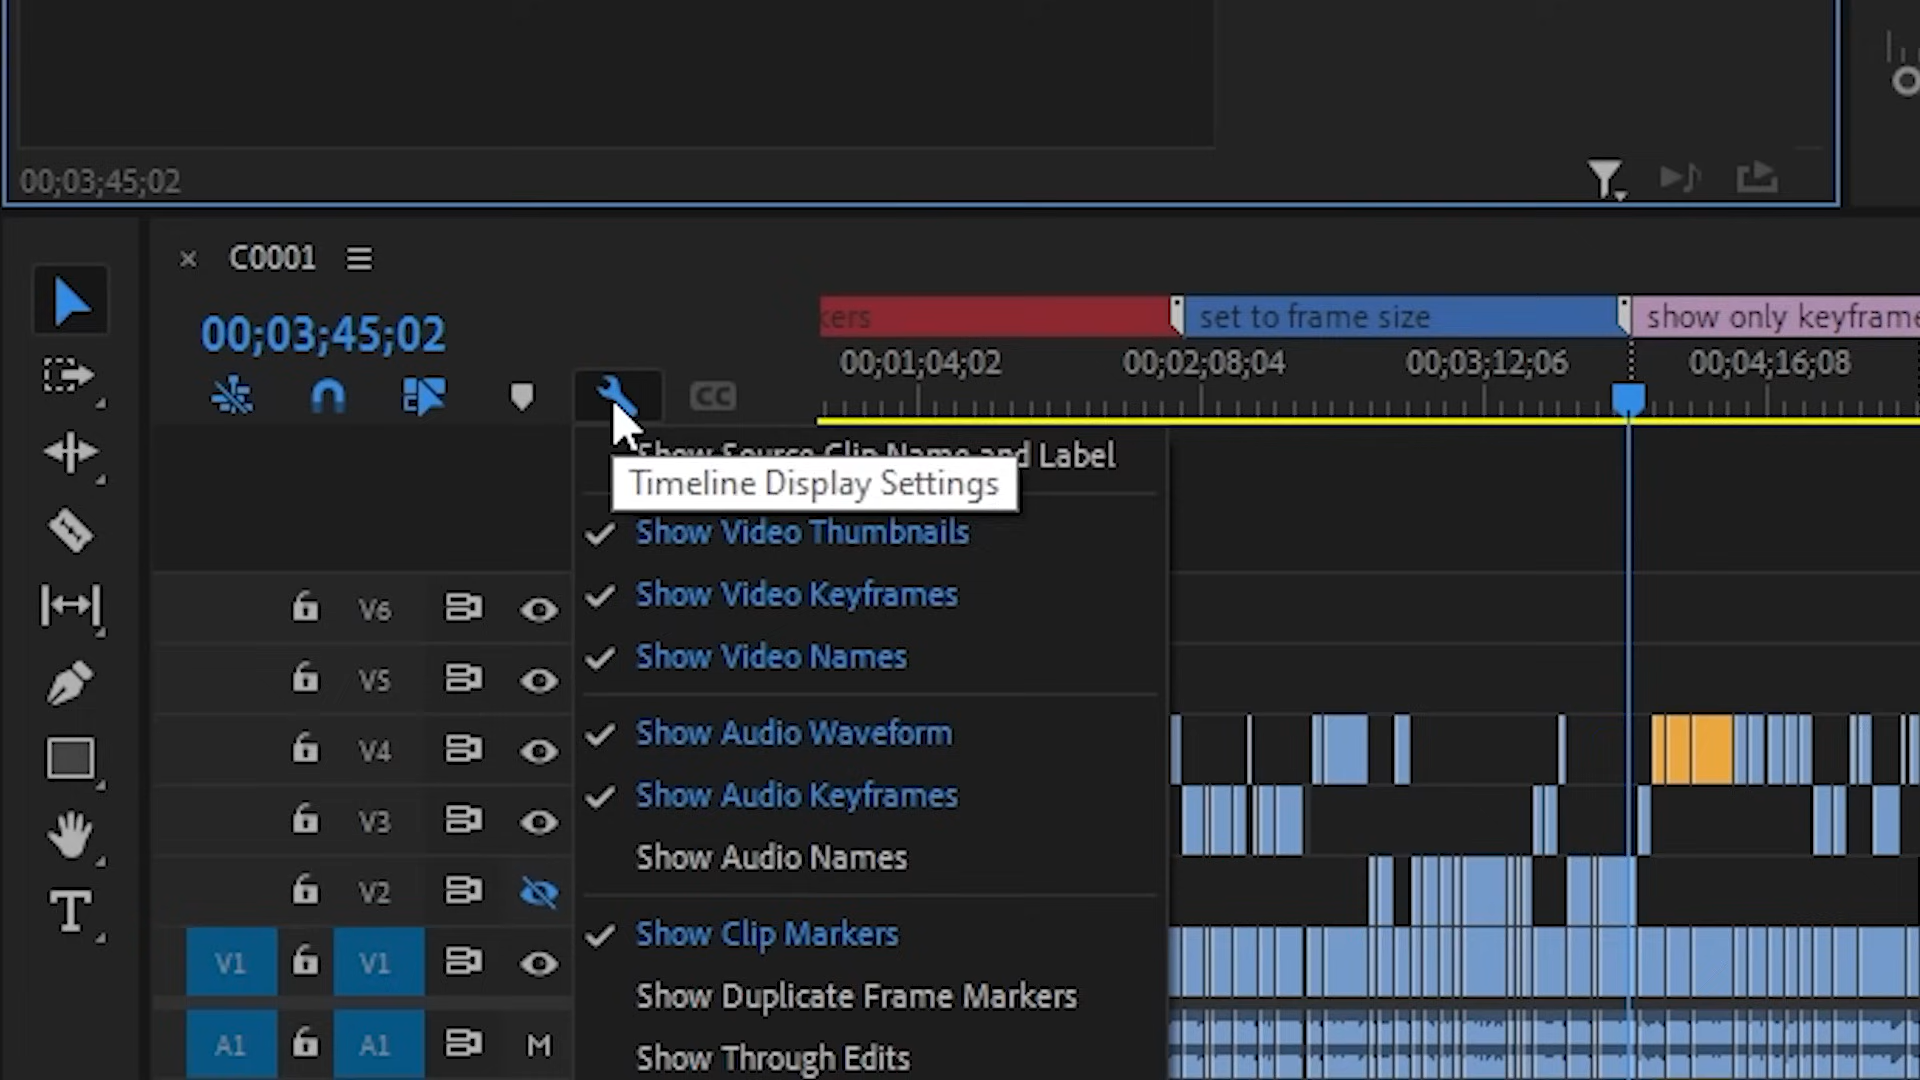 00;03;45;02
× C0001
00;03;45;02
kers
set to frame size
show only keyframe
00;01;04;02
00;02;08;04
00;03;12;06
00;04;16;08
CC
Show Source Clip Name and Label
Timeline Display Settings
Show Video Thumbnails
Show Video Keyframes
Show Video Names
Show Audio Waveform
Show Audio Keyframes
Show Audio Names
Show Clip Markers
Show Duplicate Frame Markers
Show Through Edits
V6
V5
V4
V3
V2
V1 V1
A1 A1 M
T